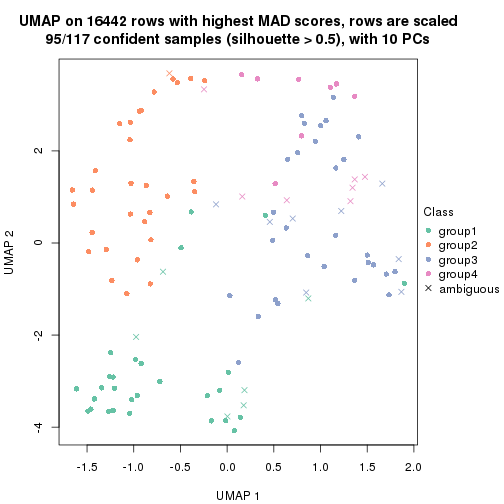 UMAP on 16442 rows with highest MAD scores, rows are scaled
95/117 confident samples (silhouette > 0.5), with 10 PCs
UMAP 2
2
0
-2
-4
-1.5 -1.0 -0.5 0.0 0.5 1.0 1.5 2.0
UMAP 1
Class
group1
group2
group3
group4
ambiguous